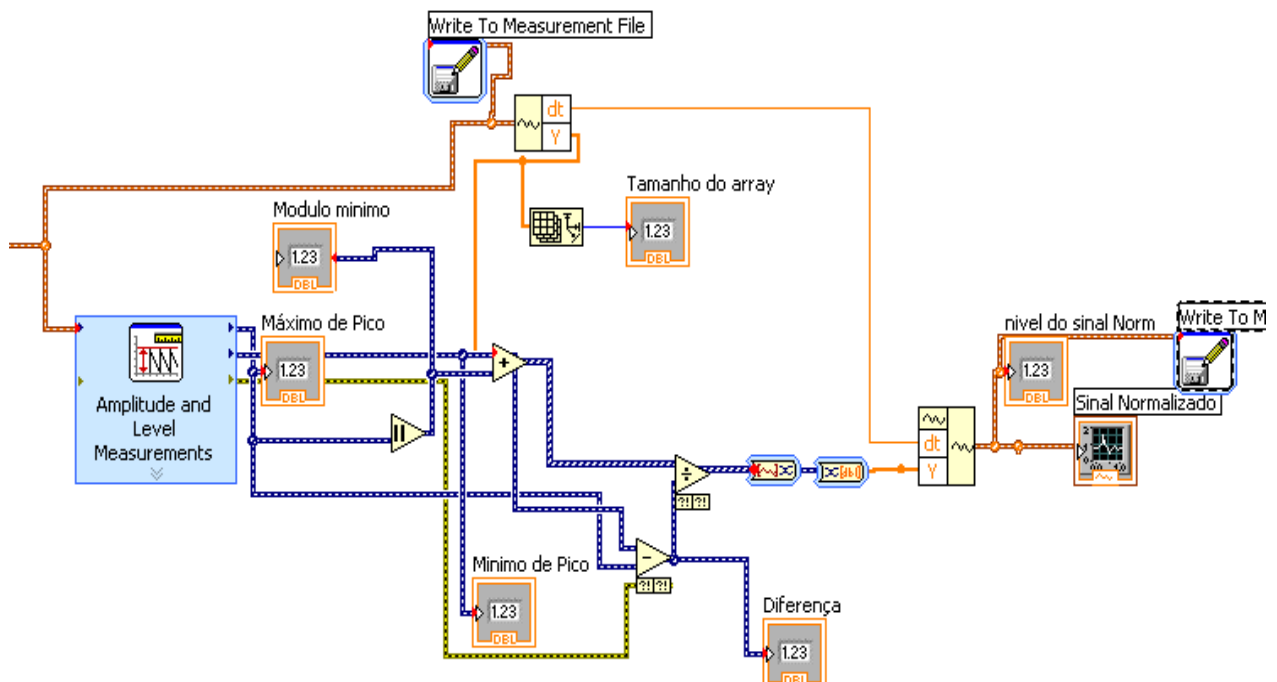 Write To Measurement File
dt
Y
Tamanho do array
1.23
DBL
Modulo minimo
1.23
DBL
Máximo de Pico
1.23
DBL
Amplitude and
Level
Measurements
nivel do sinal Norm
1.23
DBL
Write To M
Sinal Normalizado
dt
Y
?! ?!
?! ?!
Minimo de Pico
1.23
DBL
Diferença
1.23
DBL